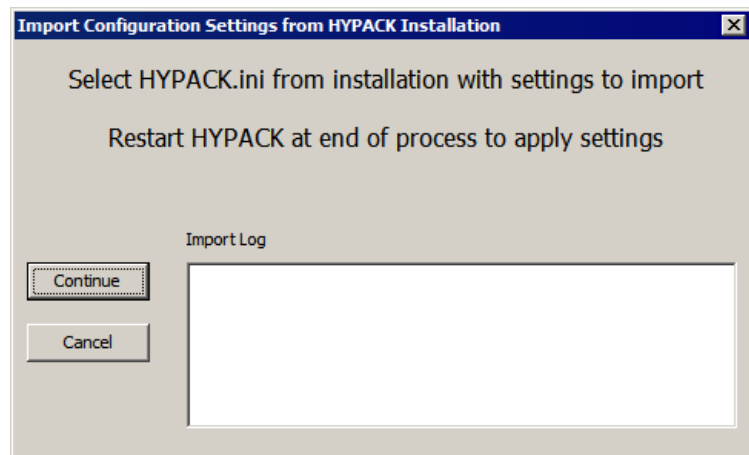 Import Configuration Settings from HYPACK Installation
Select HYPACK.ini from installation with settings to import
Restart HYPACK at end of process to apply settings
Import Log
Continue
Cancel